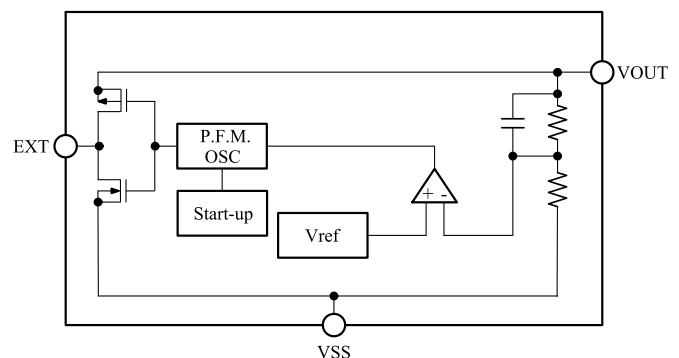 VOUT
EXT
P.F.M.
OSC
Start-up
Vref
+ -
VSS